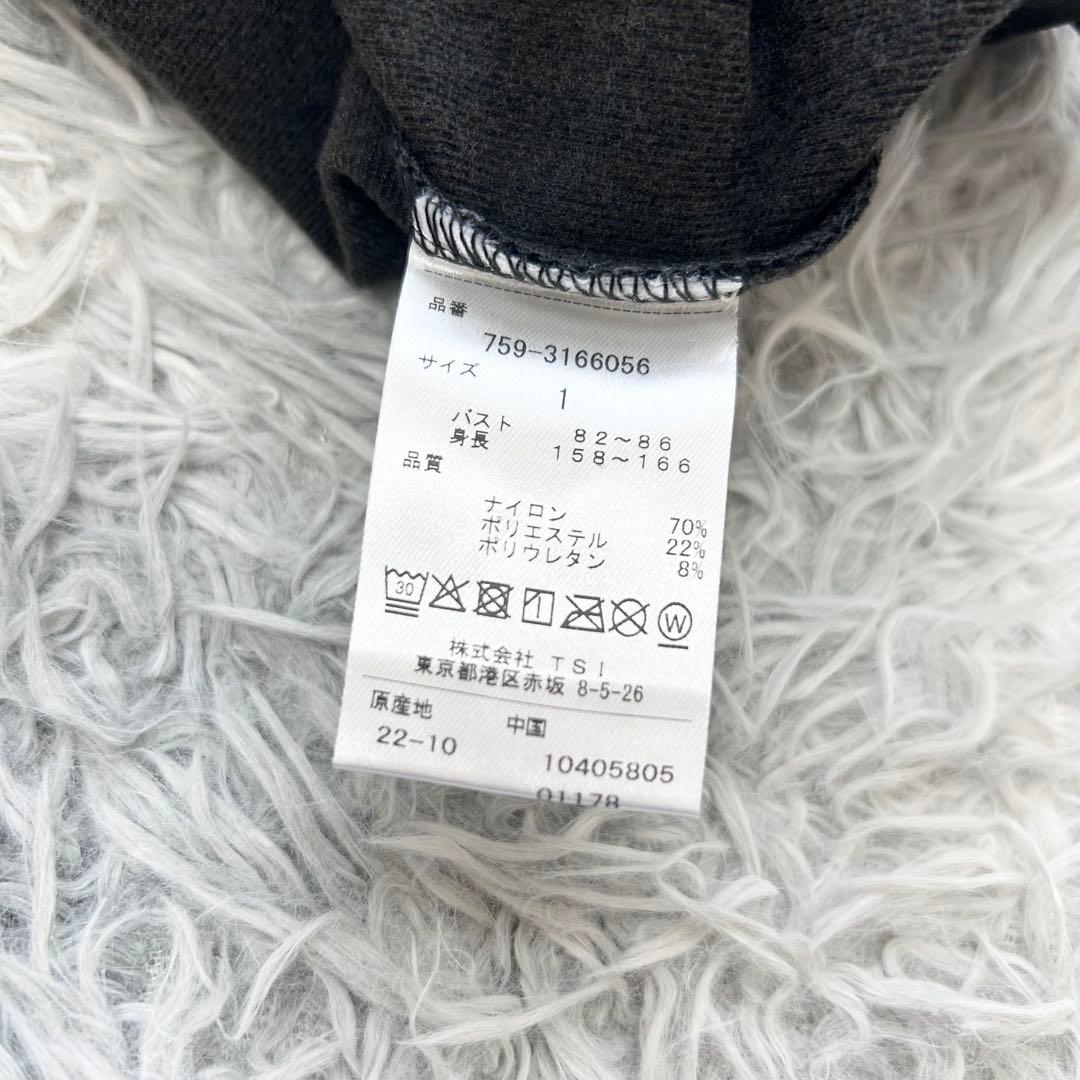 品番
759-3166056
サイズ
1
バスト 82～86
身長 158～166
品質
ナイロン 70%
ポリエステル 22%
ポリウレタン 8%
30
W
株式会社 TSI
東京都港区赤坂 8-5-26
原産地 中国
22-10 10405805
01178